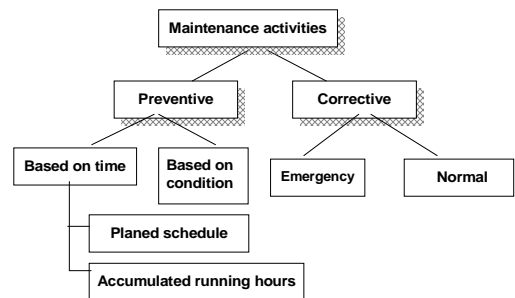 Maintenance activities
Preventive
Corrective
Based on time
Based on
condition
Emergency
Normal
Planed schedule
Accumulated running hours